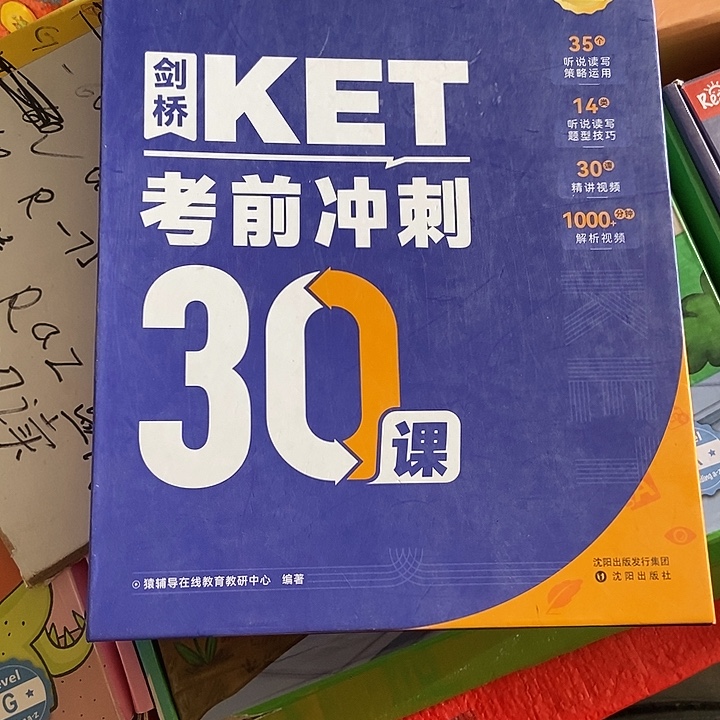 剑桥
KET
考前冲刺
30
课
35个
听说读写
策略运用
14类
听说读写
题型技巧
30课
精讲视频
1000+分钟
解析视频
猿辅导在线教育教研中心 编著
沈阳出版发行集团
沈阳出版社
R-7
Raz
evel
G